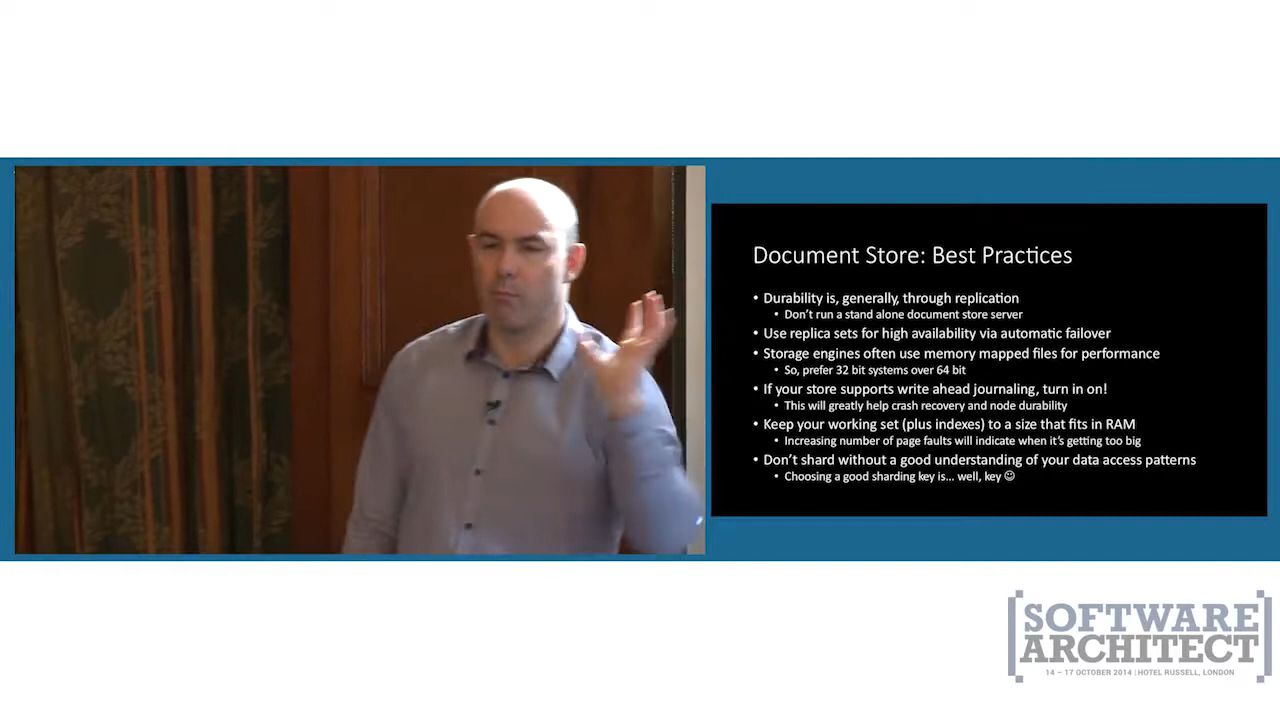 Document Store: Best Practices
• Durability is, generally, through replication
• Don't run a stand alone document store server
• Use replica sets for high availability via automatic failover
• Storage engines often use memory mapped files for performance
• So, prefer 32 bit systems over 64 bit
• If your store supports write ahead journaling, turn in on!
• This will greatly help crash recovery and node durability
• Keep your working set (plus indexes) to a size that fits in RAM
• Increasing number of page faults will indicate when it's getting too big
• Don't shard without a good understanding of your data access patterns
• Choosing a good sharding key is... well, key ☺
[SOFTWARE
ARCHITECT]
14 – 17 OCTOBER 2014 | HOTEL RUSSELL, LONDON